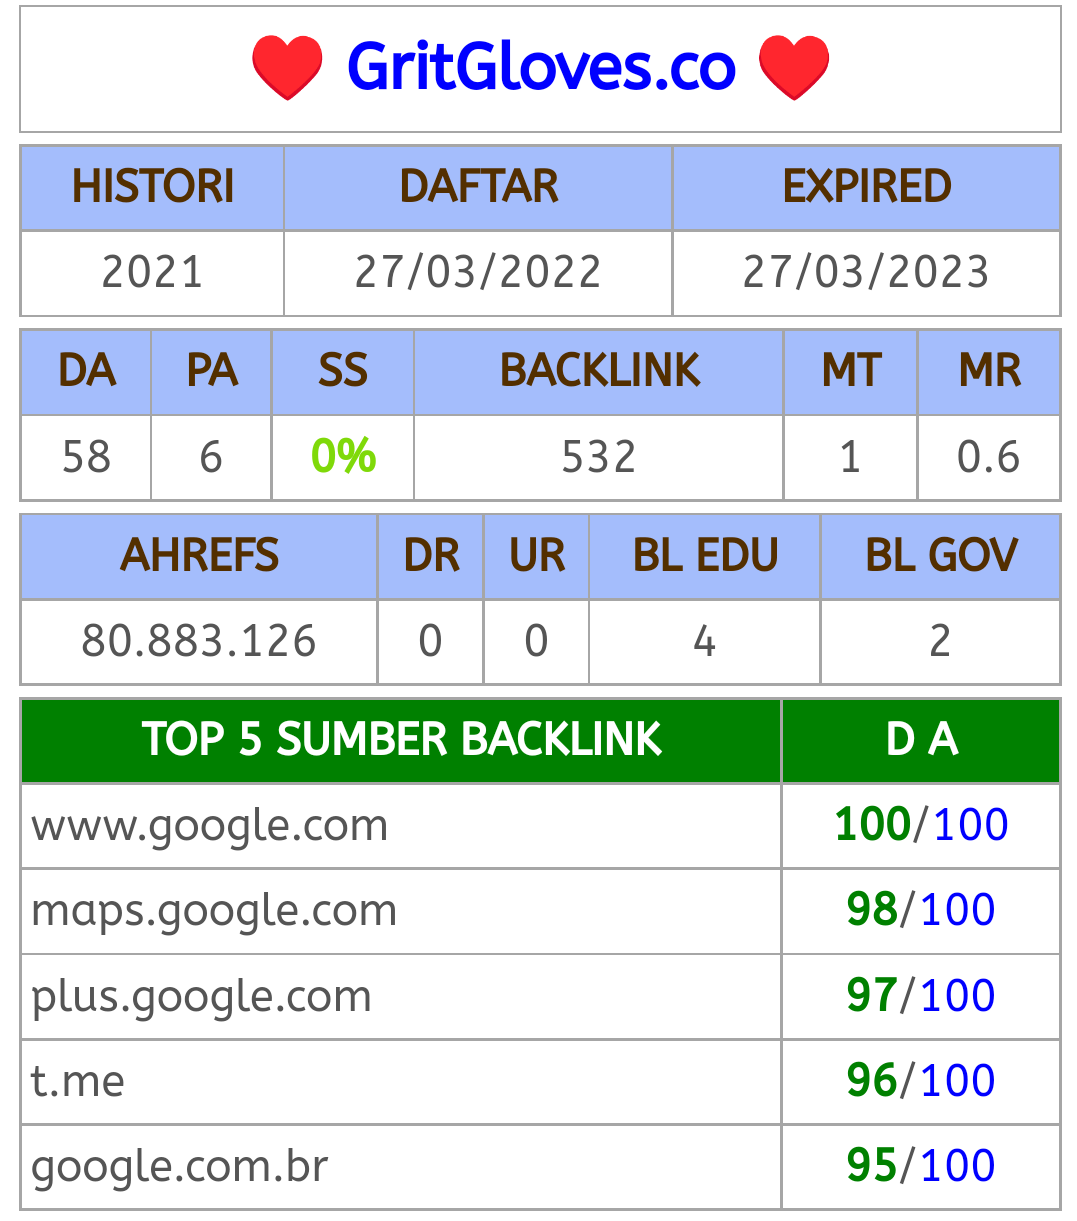 ❤ GritGloves.co ❤
HISTORI DAFTAR EXPIRED
2021 27/03/2022 27/03/2023
DA PA SS BACKLINK MT MR
58 6 0% 532 1 0.6
AHREFS DR UR BL EDU BL GOV
80.883.126 0 0 4 2
TOP 5 SUMBER BACKLINK D A
www.google.com 100/100
maps.google.com 98/100
plus.google.com 97/100
t.me 96/100
google.com.br 95/100